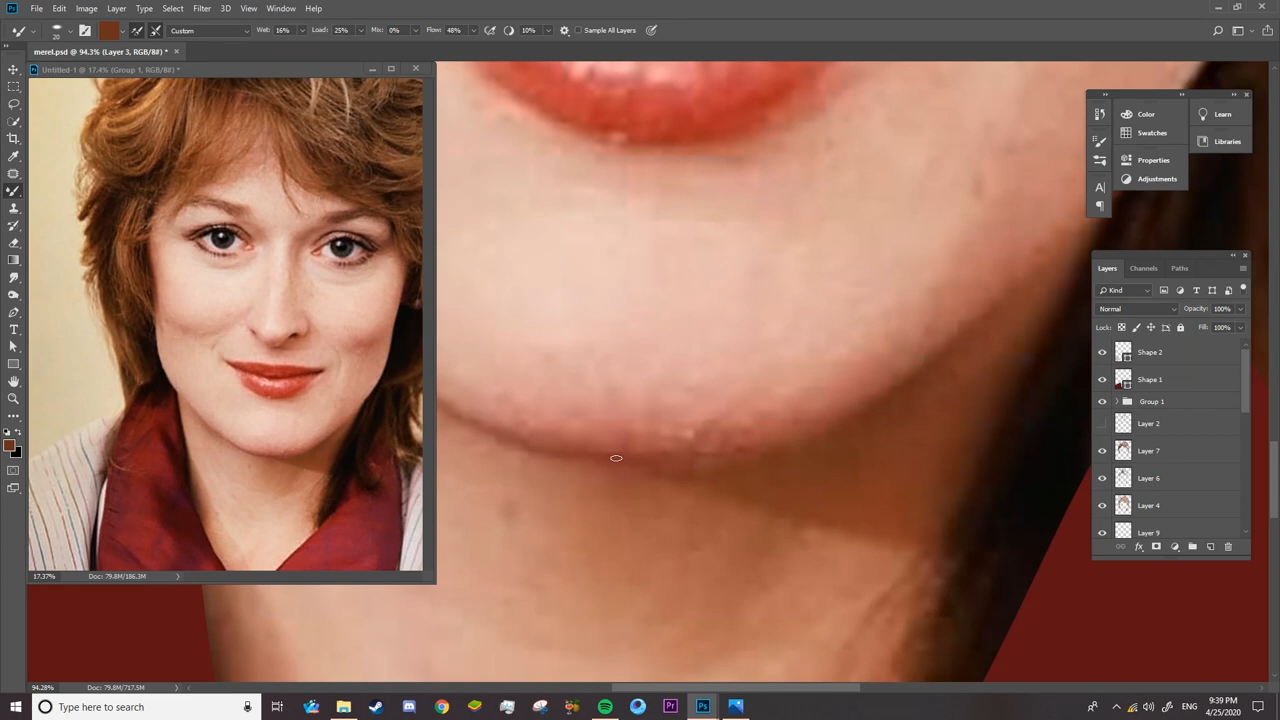 File Edit Image Layer Type Select Filter 3D View Window Help
20 Custom Wet: 16% Load: 25% Mix: 0% Flow: 48% 10% Sample All Layers
merel.psd @ 94.3% (Layer 3, RGB/8#) *
Untitled-1 @ 17.4% (Group 1, RGB/8#) *
Color
Learn
Swatches
Libraries
Properties
Adjustments
Layers Channels Paths
Kind
Normal Opacity: 100%
Lock: Fill: 100%
Shape 2
Shape 1
Group 1
Layer 2
Layer 7
Layer 6
Layer 4
Layer 9
17.37% Doc: 79.8M/186.3M
94.28% Doc: 79.8M/717.5M
Type here to search
ENG
9:39 PM
4/25/2020